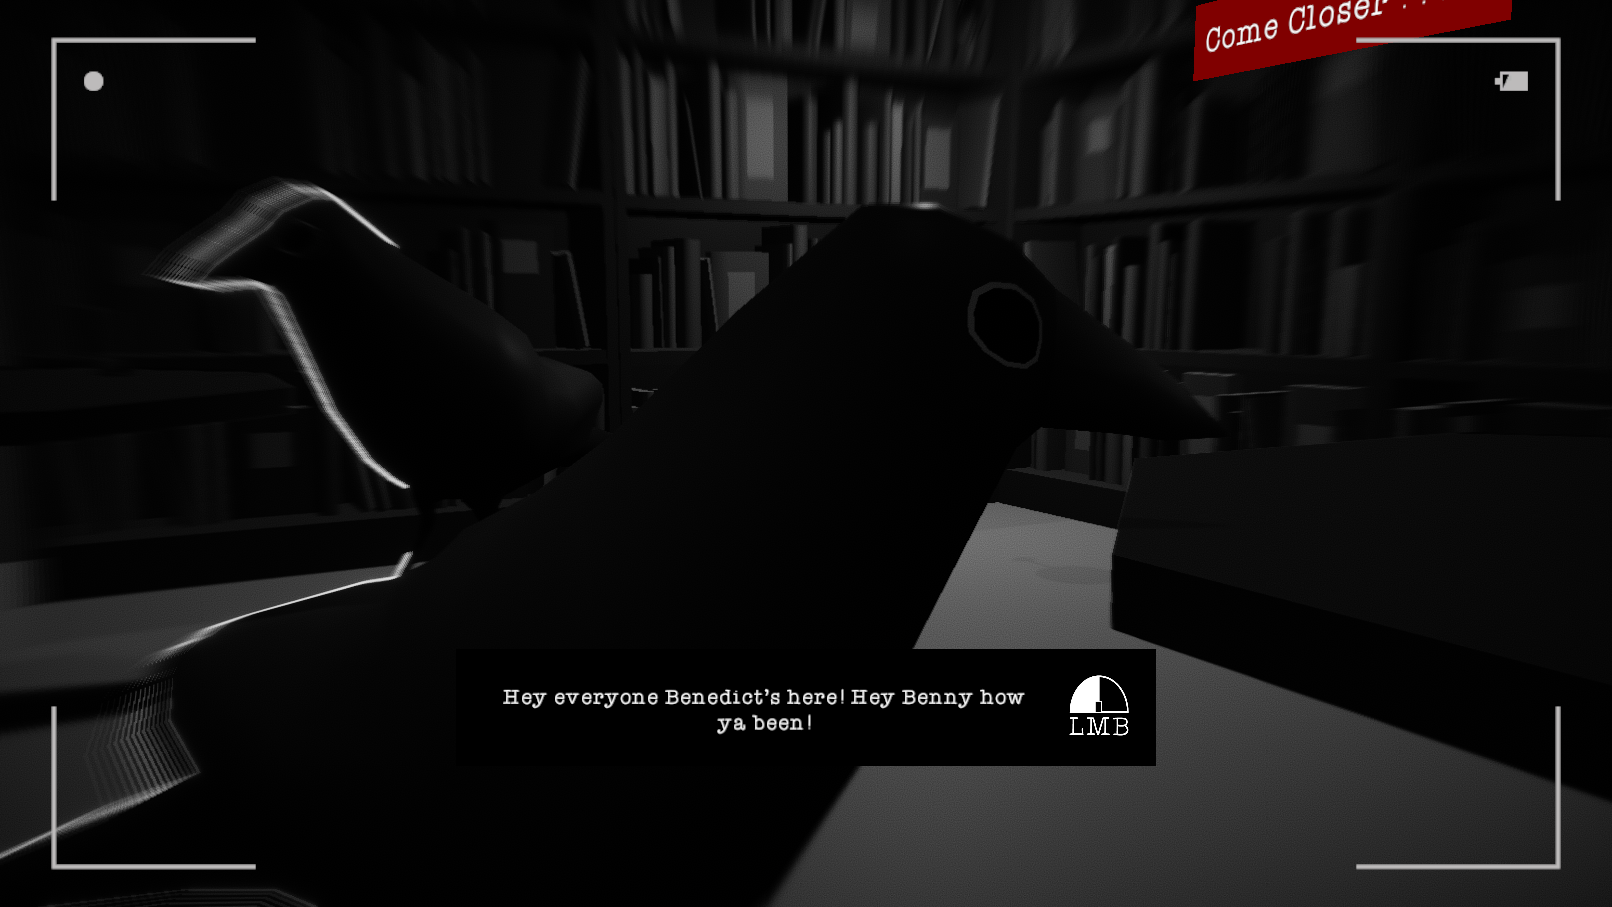 Come Closer . . .
Hey everyone Benedict's here! Hey Benny how
ya been!
LMB